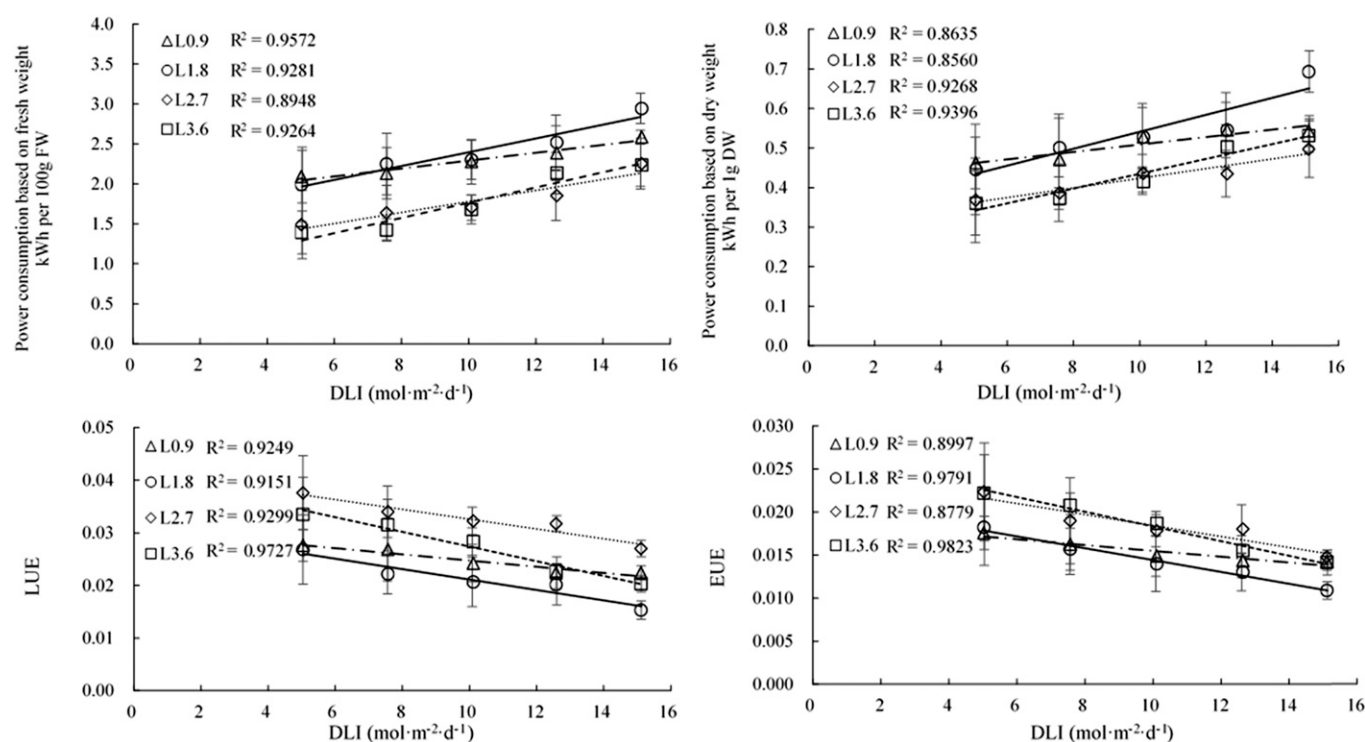 Power consumption based on fresh weight
kWh per 100g FW
4.0
3.5
3.0
2.5
2.0
1.5
1.0
0.5
0.0
L0.9 R² = 0.9572
L1.8 R² = 0.9281
L2.7 R² = 0.8948
L3.6 R² = 0.9264
0 2 4 6 8 10 12 14 16
DLI (mol·m⁻²·d⁻¹)
Power consumption based on dry weight
kWh per 1g DW
0.8
0.7
0.6
0.5
0.4
0.3
0.2
0.1
0.0
L0.9 R² = 0.8635
L1.8 R² = 0.8560
L2.7 R² = 0.9268
L3.6 R² = 0.9396
0 2 4 6 8 10 12 14 16
DLI (mol·m⁻²·d⁻¹)
LUE
0.05
0.04
0.03
0.02
0.01
0.00
L0.9 R² = 0.9249
L1.8 R² = 0.9151
L2.7 R² = 0.9299
L3.6 R² = 0.9727
0 2 4 6 8 10 12 14 16
DLI (mol·m⁻²·d⁻¹)
EUE
0.030
0.025
0.020
0.015
0.010
0.005
0.000
L0.9 R² = 0.8997
L1.8 R² = 0.9791
L2.7 R² = 0.8779
L3.6 R² = 0.9823
0 2 4 6 8 10 12 14 16
DLI (mol·m⁻²·d⁻¹)